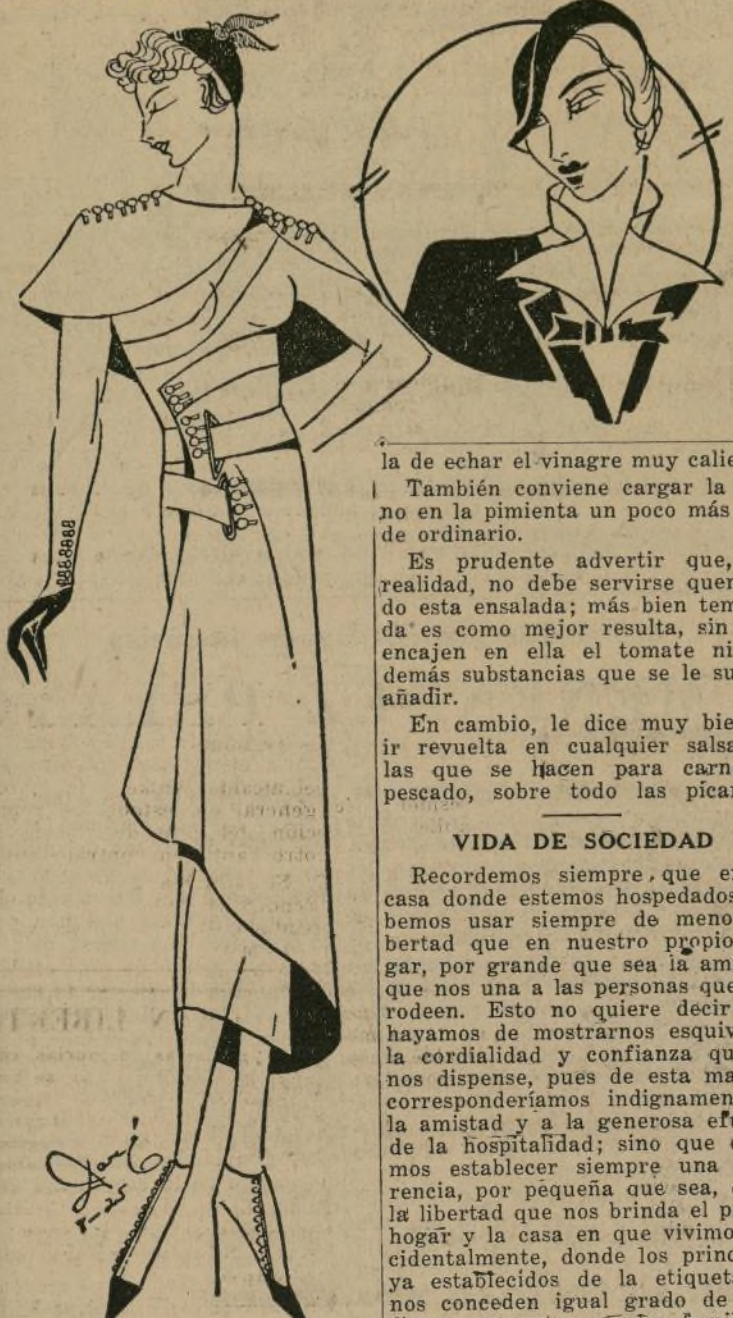 la de echar el vinagre muy calie
También conviene cargar la
no en la pimienta un poco más
de ordinario.
Es prudente advertir que,
realidad, no debe servirse quer
do esta ensalada; más bien tem
da es como mejor resulta, sin
encajen en ella el tomate ni
demás substancias que se le su
añadir.
En cambio, le dice muy bie
ir revuelta en cualquier salsa
las que se hacen para carn
pescado, sobre todo las pican
VIDA DE SOCIEDAD
Recordemos siempre que e
casa donde estemos hospedados
bemos usar siempre de meno
bertad que en nuestro propio
gar, por grande que sea la am
que nos una a las personas que
rodeen. Esto no quiere decir
hayamos de mostrarnos esquiv
la cordialidad y confianza qu
nos dispense, pues de esta ma
corresponderíamos indignamen
la amistad y a la generosa efu
de la hospitalidad; sino que
mos establecer siempre una
rencia, por pequeña que sea,
la libertad que nos brinda el p
hogar y la casa en que vivimo
cidentalmente, donde los princ
ya establecidos de la etiqueta
nos conceden igual grado de
8-25